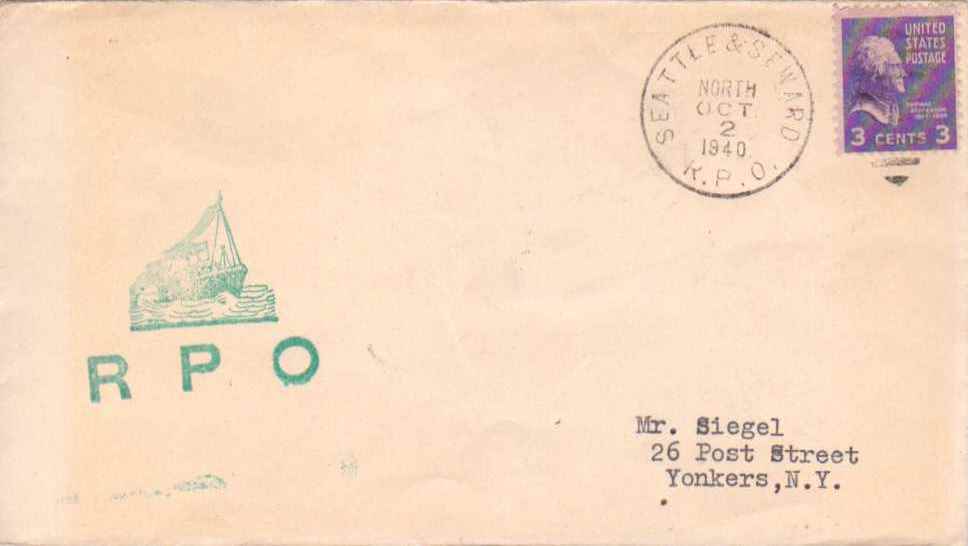 SEATTLE & SEWARD
NORTH
OCT
2
1940
R.P.O.
UNITED
STATES
POSTAGE
3 CENTS 3
R P O
Mr. Siegel
26 Post Street
Yonkers,N.Y.